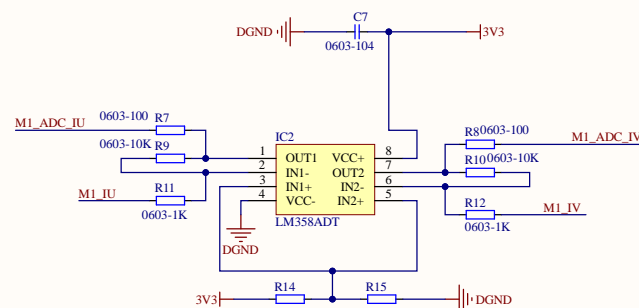 C7
DGND
3V3
0603-104
0603-100
R7
M1_ADC_IU
0603-10K
R9
IC2
R8
0603-100
M1_ADC_IV
1
OUT1
VCC+
8
R10
0603-10K
2
IN1-
OUT2
7
3
IN1+
IN2-
6
M1_IU
R11
4
VCC-
IN2+
5
R12
M1_IV
0603-1K
LM358ADT
0603-1K
DGND
R14
R15
3V3
DGND